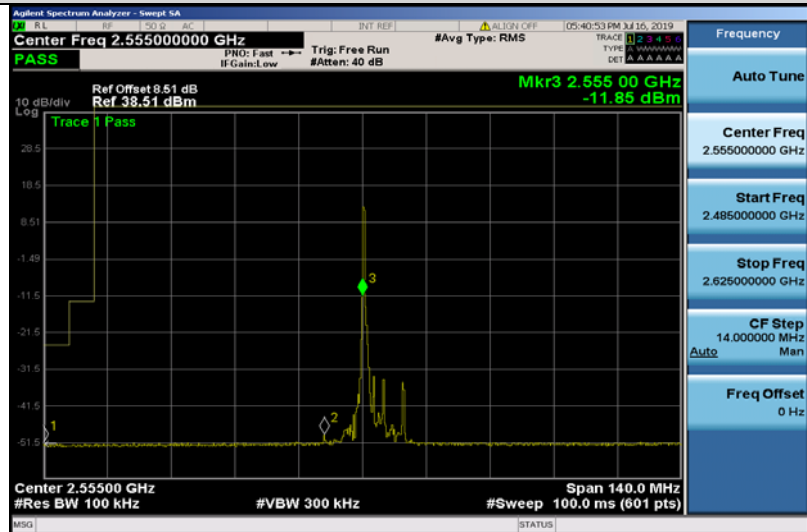 Agilent Spectrum Analyzer - Swept SA
RL RF 50 Ω AC INT REF ALIGN OFF 05:40:53 PM Jul 16, 2019
Center Freq 2.555000000 GHz
PASS
PNO: Fast
IFGain:Low
Trig: Free Run
#Atten: 40 dB
#Avg Type: RMS
TRACE 1 2 3 4 5 6
TYPE A WWWWW
DET A A A A A A
Ref Offset 8.51 dB
Ref 38.51 dBm
10 dB/div
Log
Mkr3 2.555 00 GHz
-11.85 dBm
Trace 1 Pass
28.5
18.5
8.51
-1.49
-11.5
-21.5
-31.5
-41.5
-51.5
1
2
3
Center 2.55500 GHz
Span 140.0 MHz
#Res BW 100 kHz
#VBW 300 kHz
#Sweep 100.0 ms (601 pts)
MSG
STATUS
Frequency
Auto Tune
Center Freq
2.555000000 GHz
Start Freq
2.485000000 GHz
Stop Freq
2.625000000 GHz
CF Step
14.000000 MHz
Auto Man
Freq Offset
0 Hz